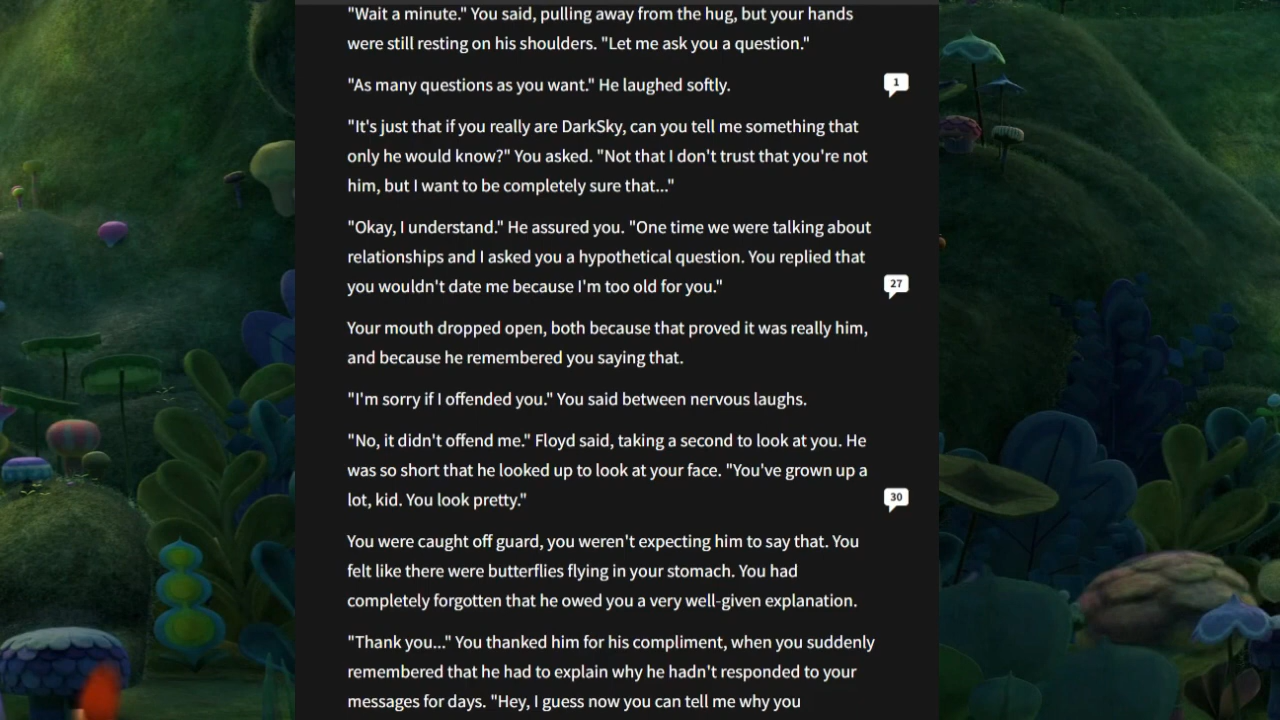 "Wait a minute." You said, pulling away from the hug, but your hands
were still resting on his shoulders. "Let me ask you a question."
"As many questions as you want." He laughed softly.
1
"It's just that if you really are DarkSky, can you tell me something that
only he would know?" You asked. "Not that I don't trust that you're not
him, but I want to be completely sure that..."
"Okay, I understand." He assured you. "One time we were talking about
relationships and I asked you a hypothetical question. You replied that
you wouldn't date me because I'm too old for you."
27
Your mouth dropped open, both because that proved it was really him,
and because he remembered you saying that.
"I'm sorry if I offended you." You said between nervous laughs.
"No, it didn't offend me." Floyd said, taking a second to look at you. He
was so short that he looked up to look at your face. "You've grown up a
lot, kid. You look pretty."
30
You were caught off guard, you weren't expecting him to say that. You
felt like there were butterflies flying in your stomach. You had
completely forgotten that he owed you a very well-given explanation.
"Thank you..." You thanked him for his compliment, when you suddenly
remembered that he had to explain why he hadn't responded to your
messages for days. "Hey, I guess now you can tell me why you